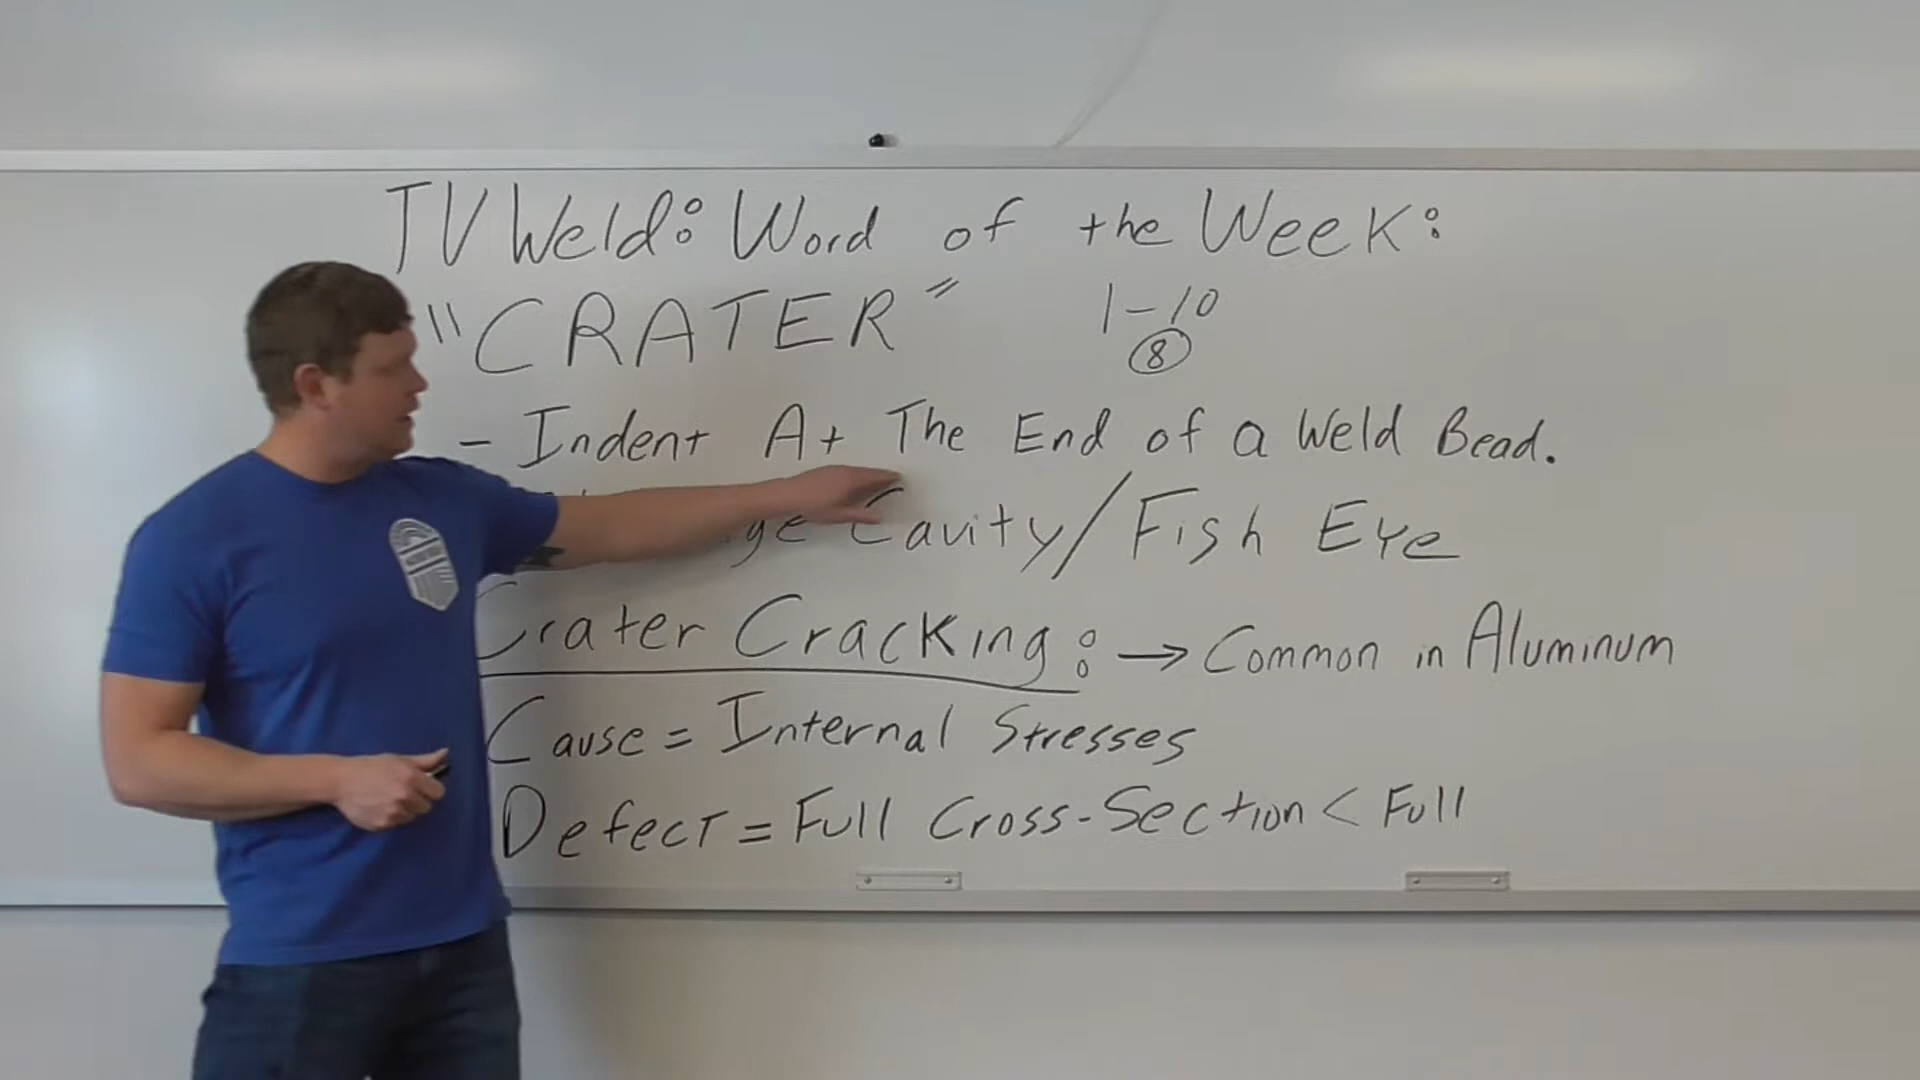 TV Weld: Word of the Week:
"CRATER"
1-10
8
- Indent At The End of a Weld Bead.
Cavity/Fish Eye
Crater Cracking: → Common in Aluminum
Cause = Internal Stresses
Defect = Full Cross-Section < Full